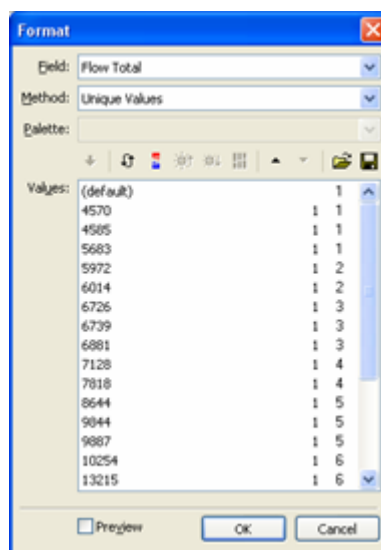 Format
Field: Flow Total
Method: Unique Values
Palette:
Values: (default) 1
4570 1 1
4585 1 1
5683 1 1
5972 1 2
6014 1 2
6726 1 3
6739 1 3
6881 1 3
7128 1 4
7818 1 4
8644 1 5
9844 1 5
9887 1 5
10254 1 6
13215 1 6
Preview OK Cancel